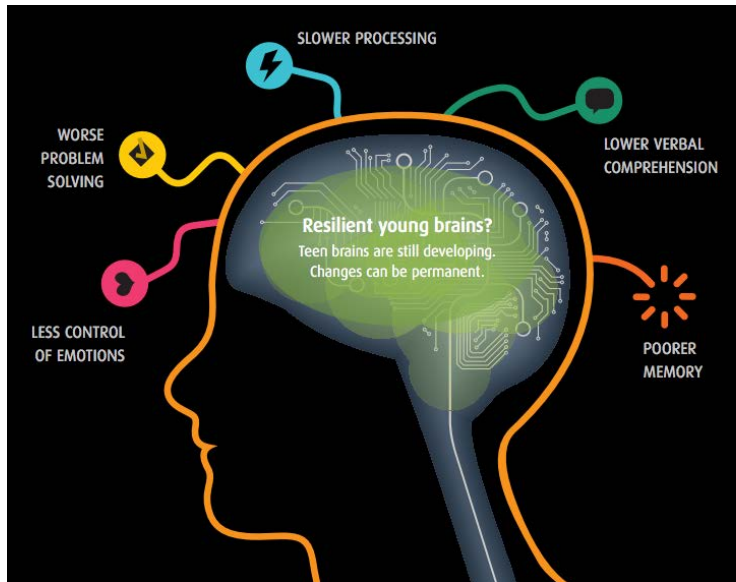 SLOWER PROCESSING
WORSE
PROBLEM
SOLVING
LOWER VERBAL
COMPREHENSION
Resilient young brains?
Teen brains are still developing.
Changes can be permanent.
LESS CONTROL
OF EMOTIONS
POORER
MEMORY